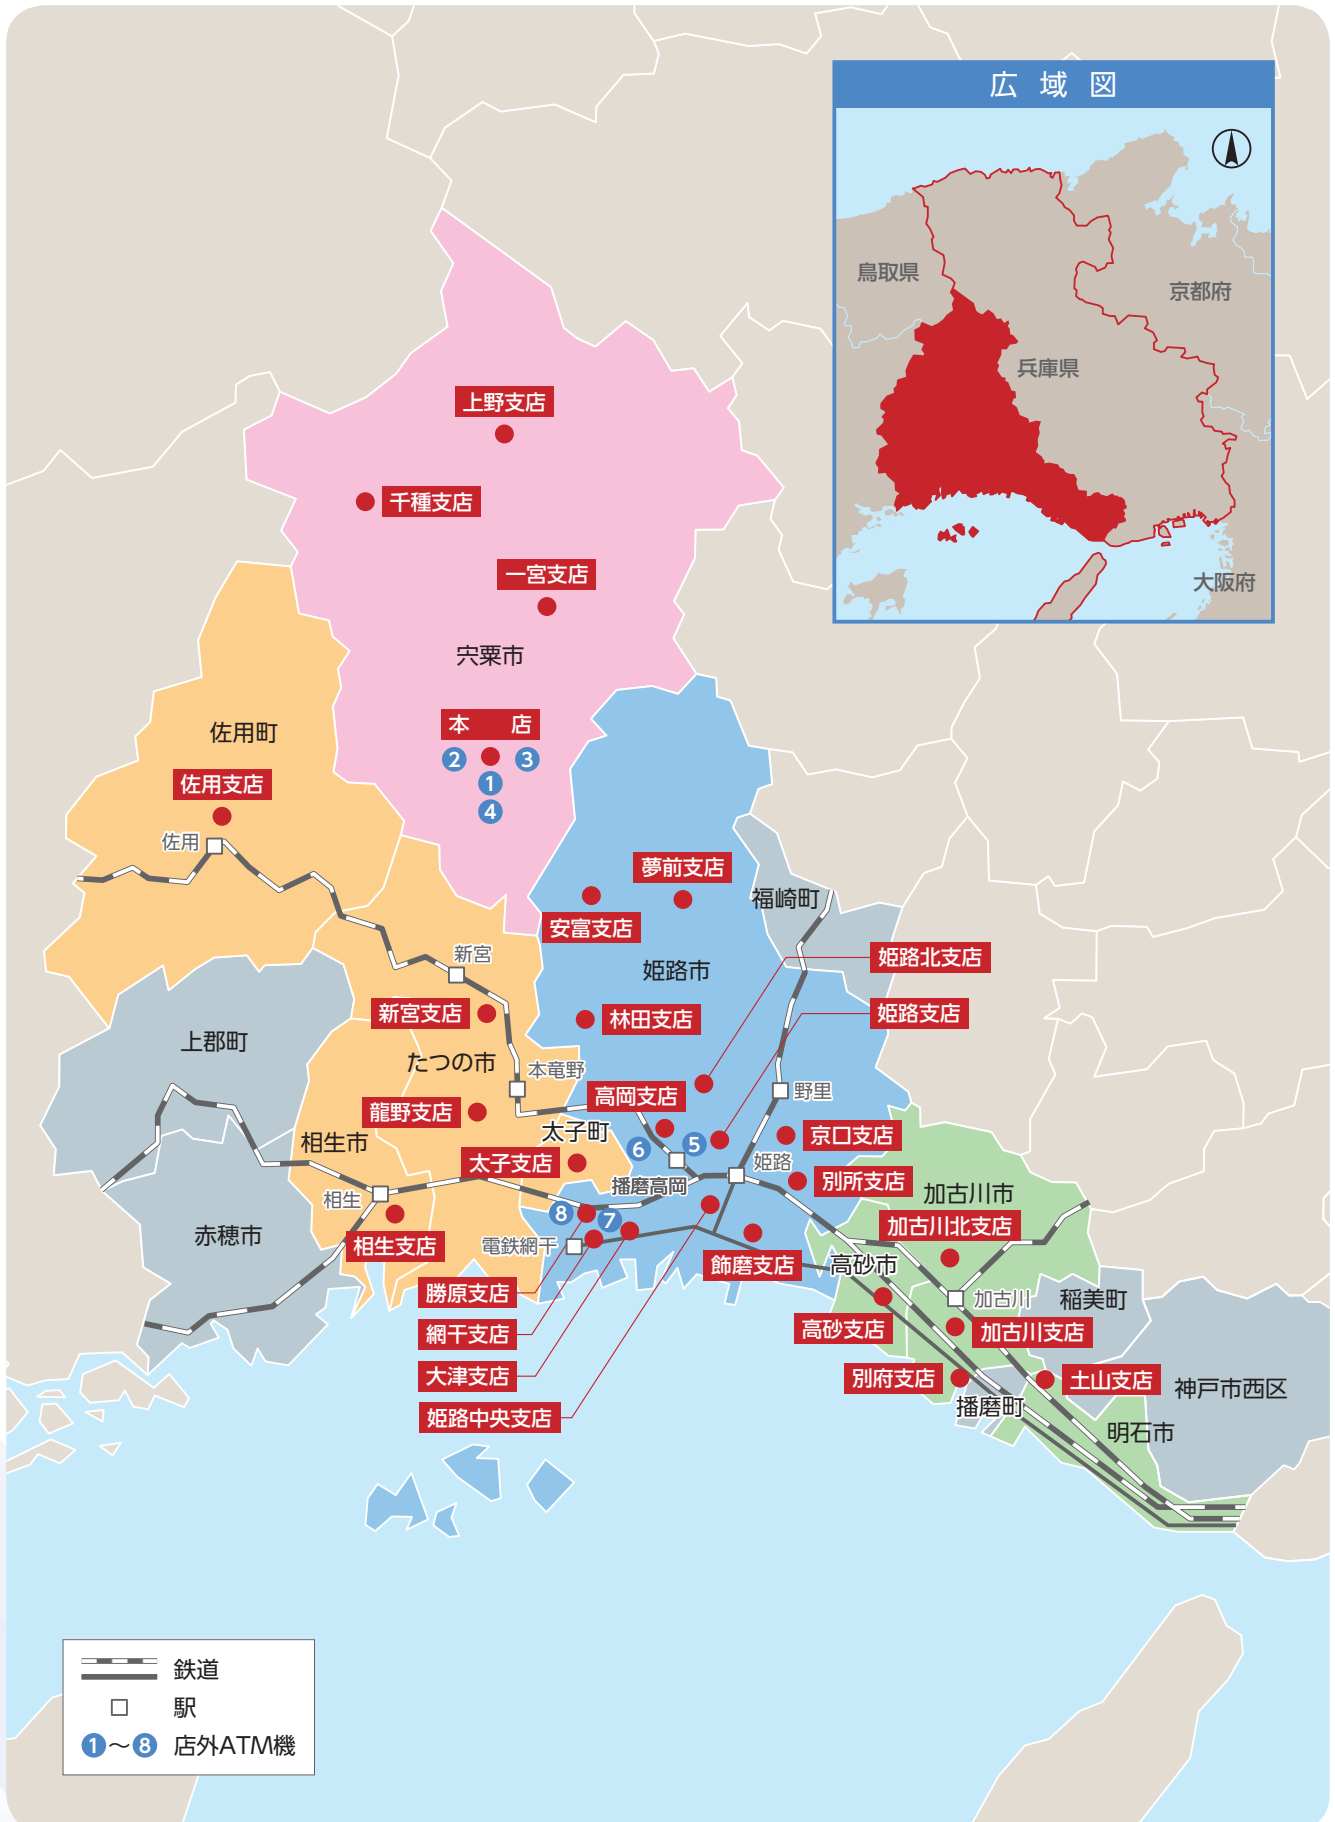 広域図
鳥取県
京都府
兵庫県
大阪府
上野支店
千種支店
一宮支店
宍粟市
本 店
2
3
1
4
佐用町
佐用支店
佐用
夢前支店
福崎町
安富支店
姫路市
姫路北支店
新宮
新宮支店
林田支店
姫路支店
上郡町
たつの市
本竜野
高岡支店
野里
龍野支店
太子町
相生市
京口支店
6
5
太子支店
姫路
播磨高岡
別所支店
相生
加古川市
赤穂市
8
7
加古川北支店
相生支店
電鉄網干
飾磨支店
高砂市
勝原支店
加古川
稲美町
網干支店
高砂支店
加古川支店
大津支店
別府支店
土山支店
神戸市西区
姫路中央支店
播磨町
明石市
鉄道
駅
1～8 店外ATM機